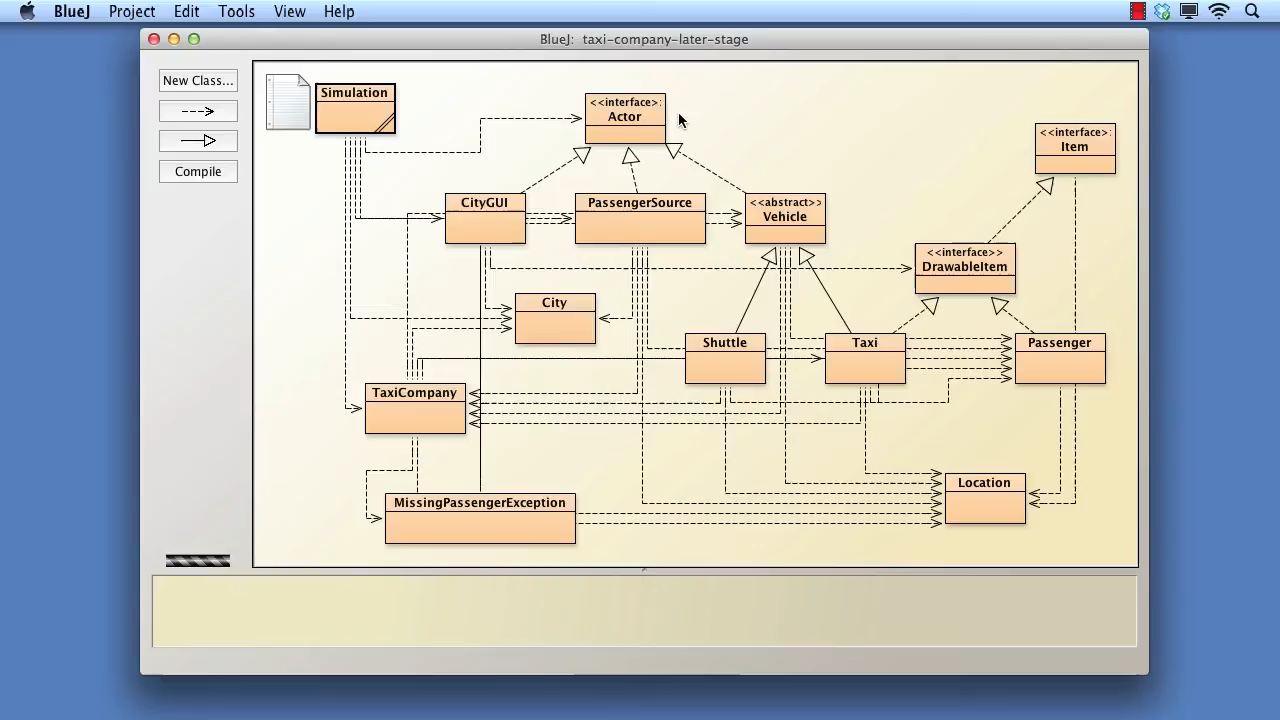 BlueJ Project Edit Tools View Help
BlueJ: taxi-company-later-stage
New Class...
Compile
Simulation
<<interface>:
Actor
<<interface>:
Item
CityGUI
PassengerSource
<<abstract>>
Vehicle
<<interface>>
DrawableItem
City
Shuttle
Taxi
Passenger
TaxiCompany
Location
MissingPassengerException